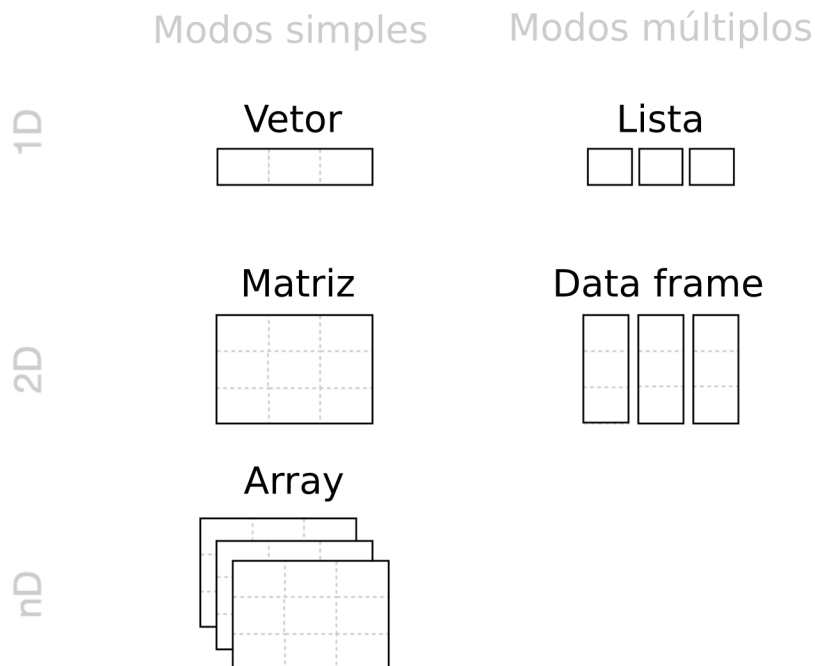 Modos simples
Modos múltiplos
1D
Vetor
Lista
2D
Matriz
Data frame
nD
Array